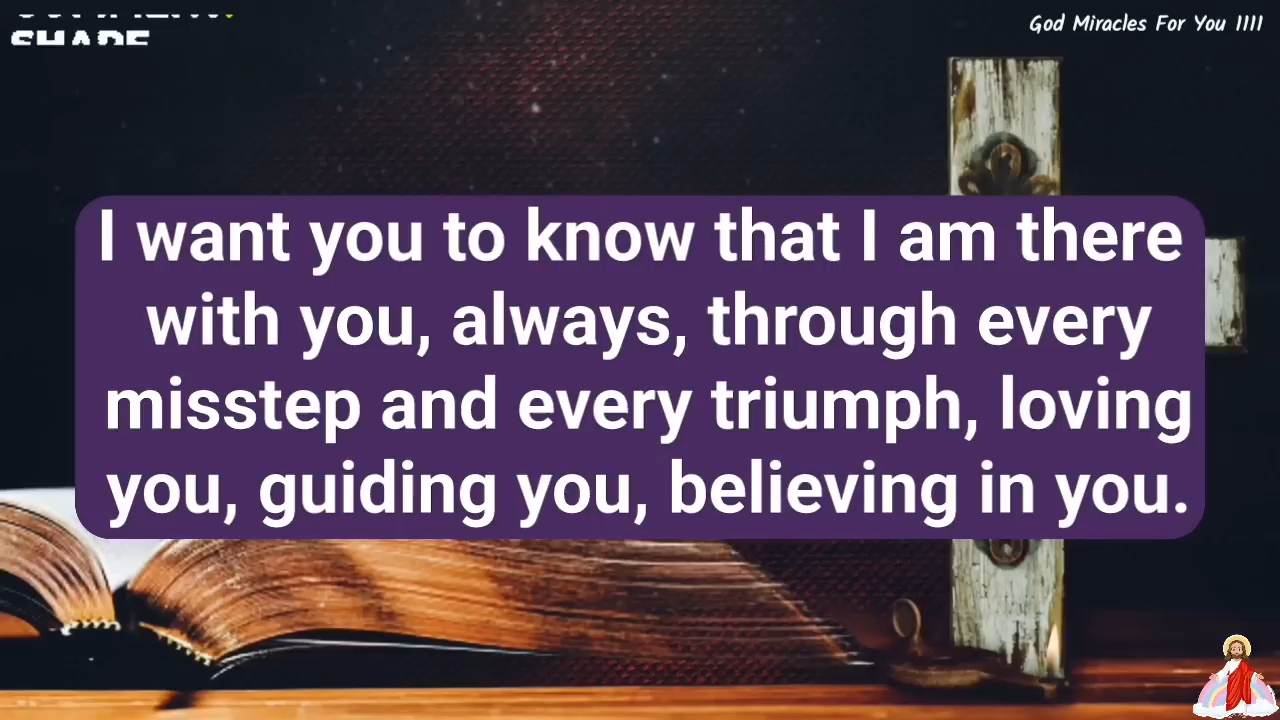 SHARE
God Miracles For You 1111
I want you to know that I am there
with you, always, through every
misstep and every triumph, loving
you, guiding you, believing in you.